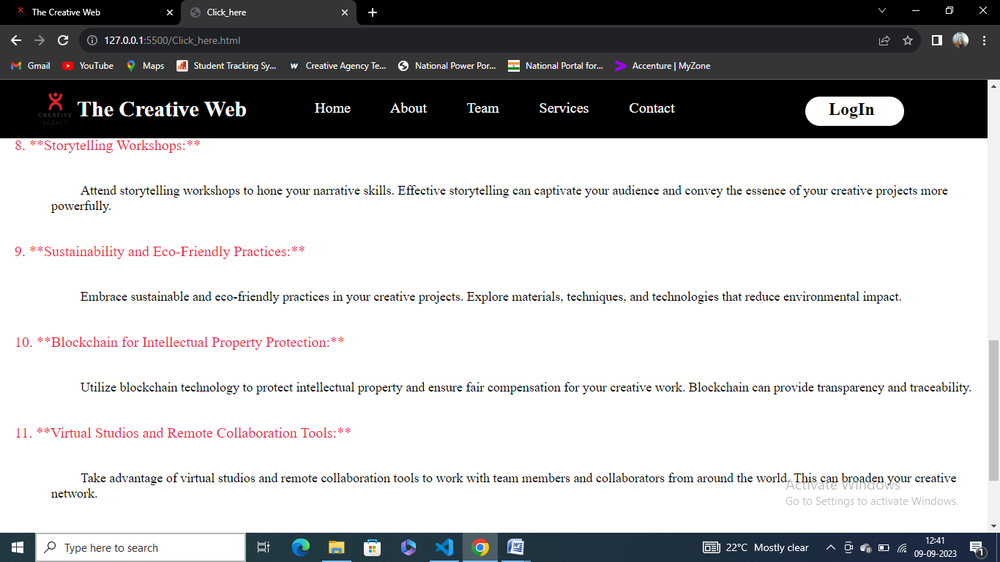 The Creative Web
Click_here
127.0.0.1:5500/Click_here.html
Gmail YouTube Maps Student Tracking Sy... Creative Agency Te... National Power Por... National Portal for... Accenture | MyZone
CREATIVE
AGENCY
The Creative Web Home About Team Services Contact LogIn
8. **Storytelling Workshops:**
Attend storytelling workshops to hone your narrative skills. Effective storytelling can captivate your audience and convey the essence of your creative projects more
powerfully.
9. **Sustainability and Eco-Friendly Practices:**
Embrace sustainable and eco-friendly practices in your creative projects. Explore materials, techniques, and technologies that reduce environmental impact.
10. **Blockchain for Intellectual Property Protection:**
Utilize blockchain technology to protect intellectual property and ensure fair compensation for your creative work. Blockchain can provide transparency and traceability.
11. **Virtual Studios and Remote Collaboration Tools:**
Take advantage of virtual studios and remote collaboration tools to work with team members and collaborators from around the world. This can broaden your creative
network.
Activate Windows
Go to Settings to activate Windows.
Type here to search
22°C Mostly clear
12:41
09-09-2023
1